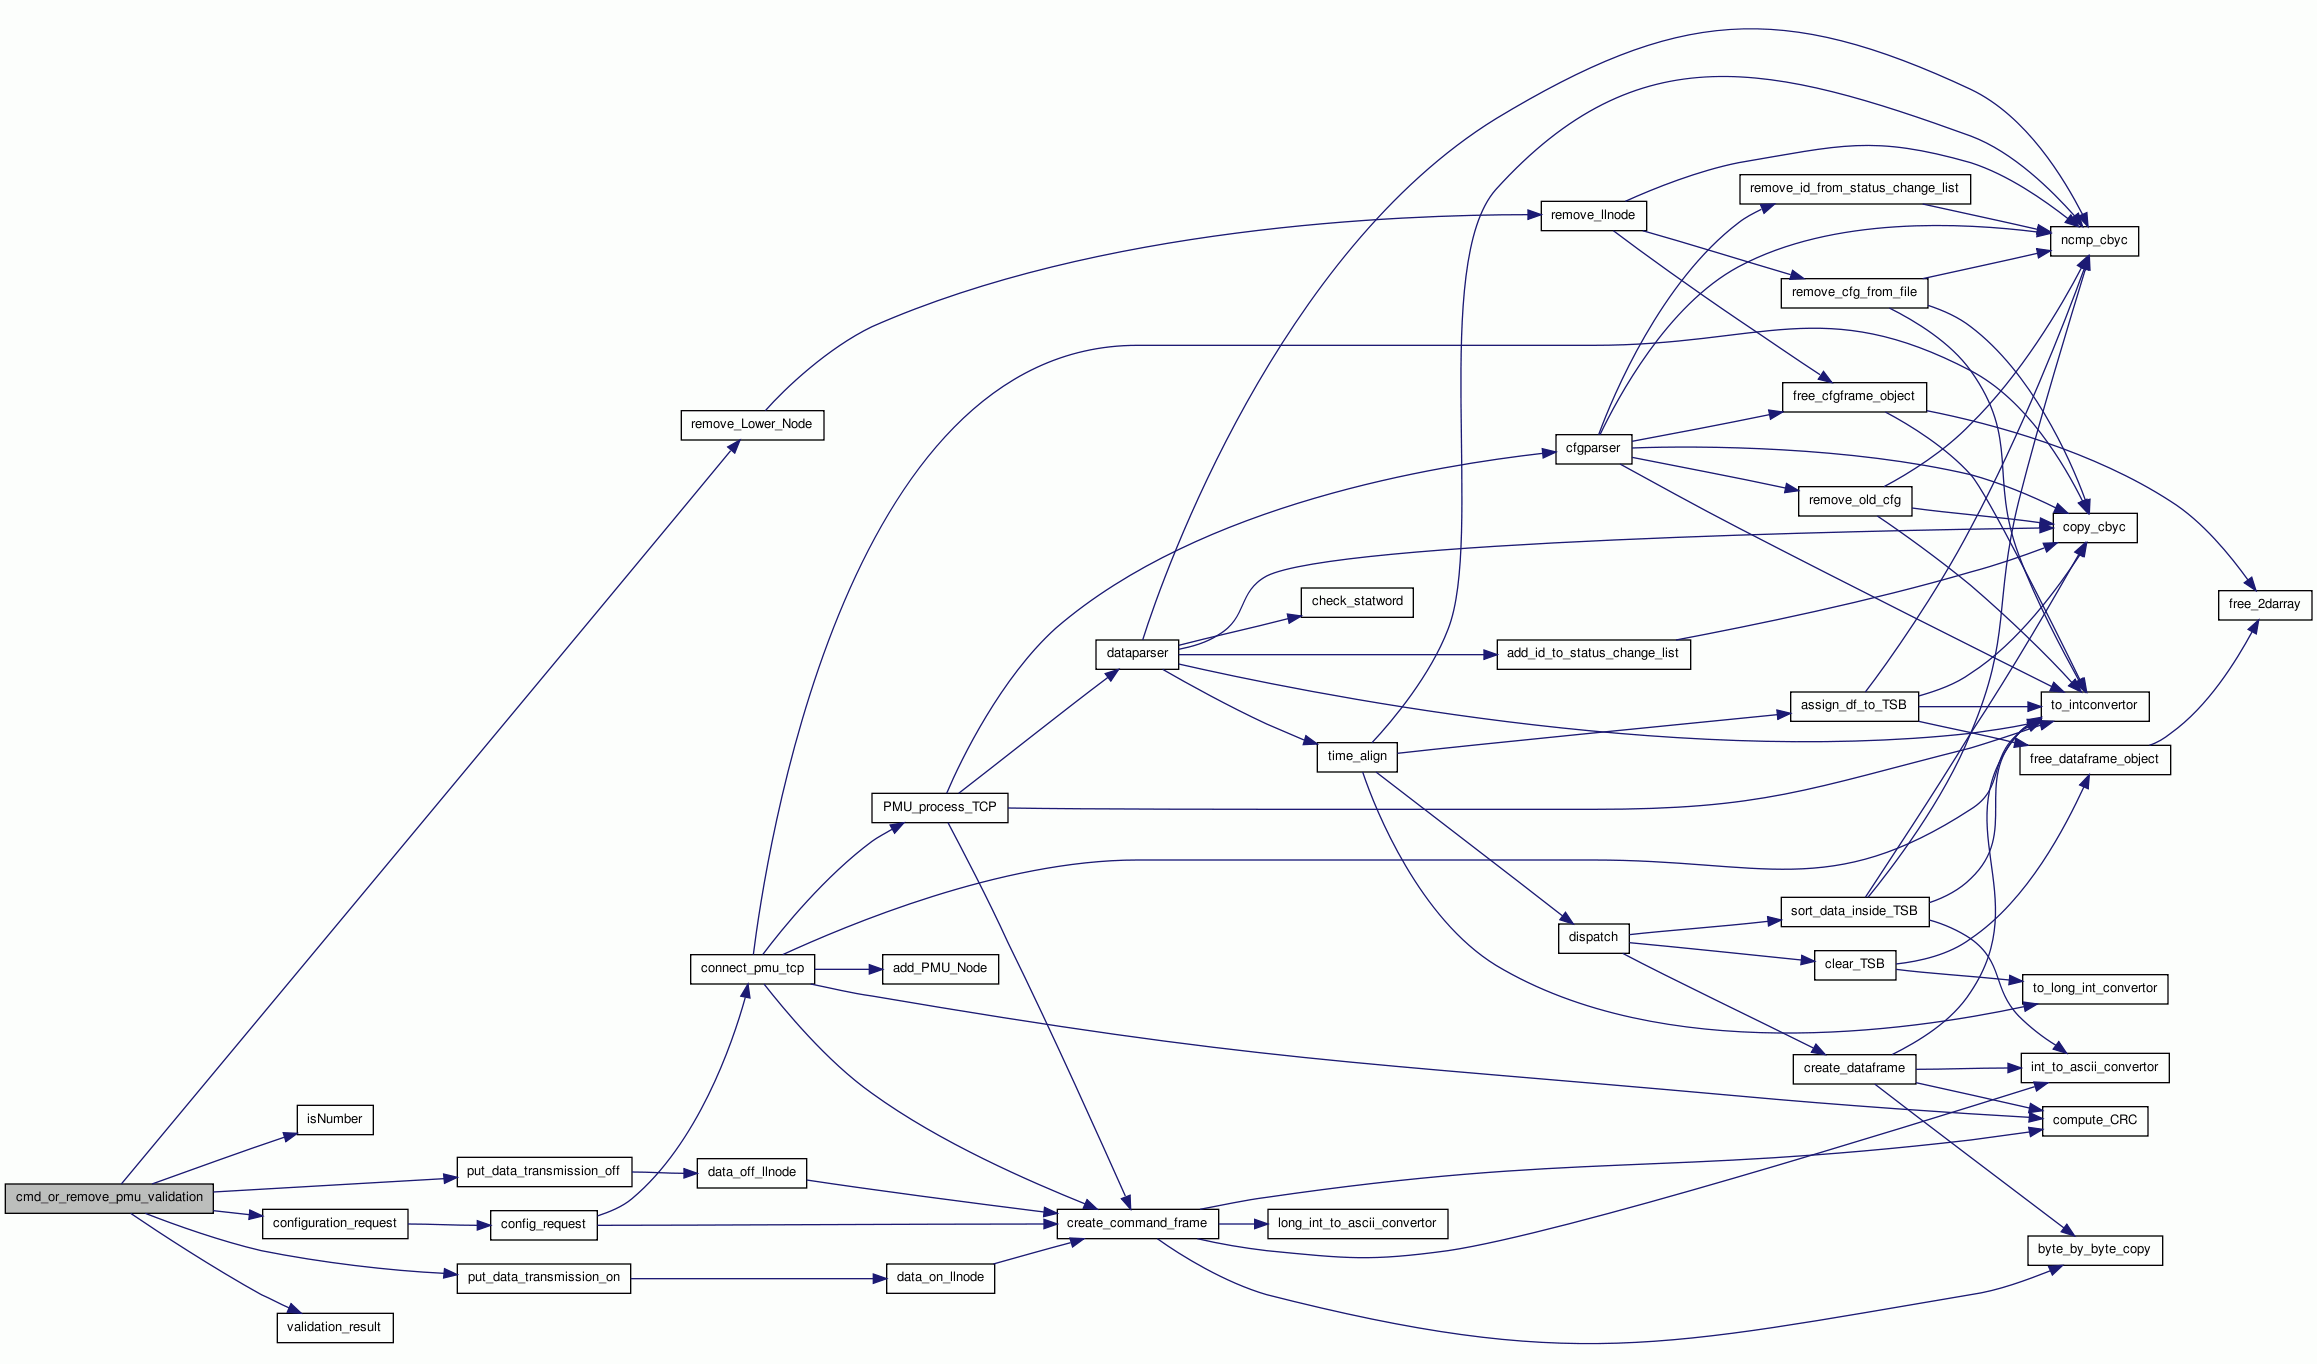 remove_id_from_status_change_list
remove_llnode
ncmp_cbyc
remove_cfg_from_file
free_cfgframe_object
remove_Lower_Node
cfgparser
remove_old_cfg
copy_cbyc
check_statword
free_2darray
dataparser
add_id_to_status_change_list
assign_df_to_TSB
to_intconvertor
time_align
free_dataframe_object
PMU_process_TCP
sort_data_inside_TSB
dispatch
connect_pmu_tcp
add_PMU_Node
clear_TSB
to_long_int_convertor
create_dataframe
int_to_ascii_convertor
isNumber
compute_CRC
put_data_transmission_off
data_off_llnode
cmd_or_remove_pmu_validation
configuration_request
config_request
create_command_frame
long_int_to_ascii_convertor
byte_by_byte_copy
put_data_transmission_on
data_on_llnode
validation_result